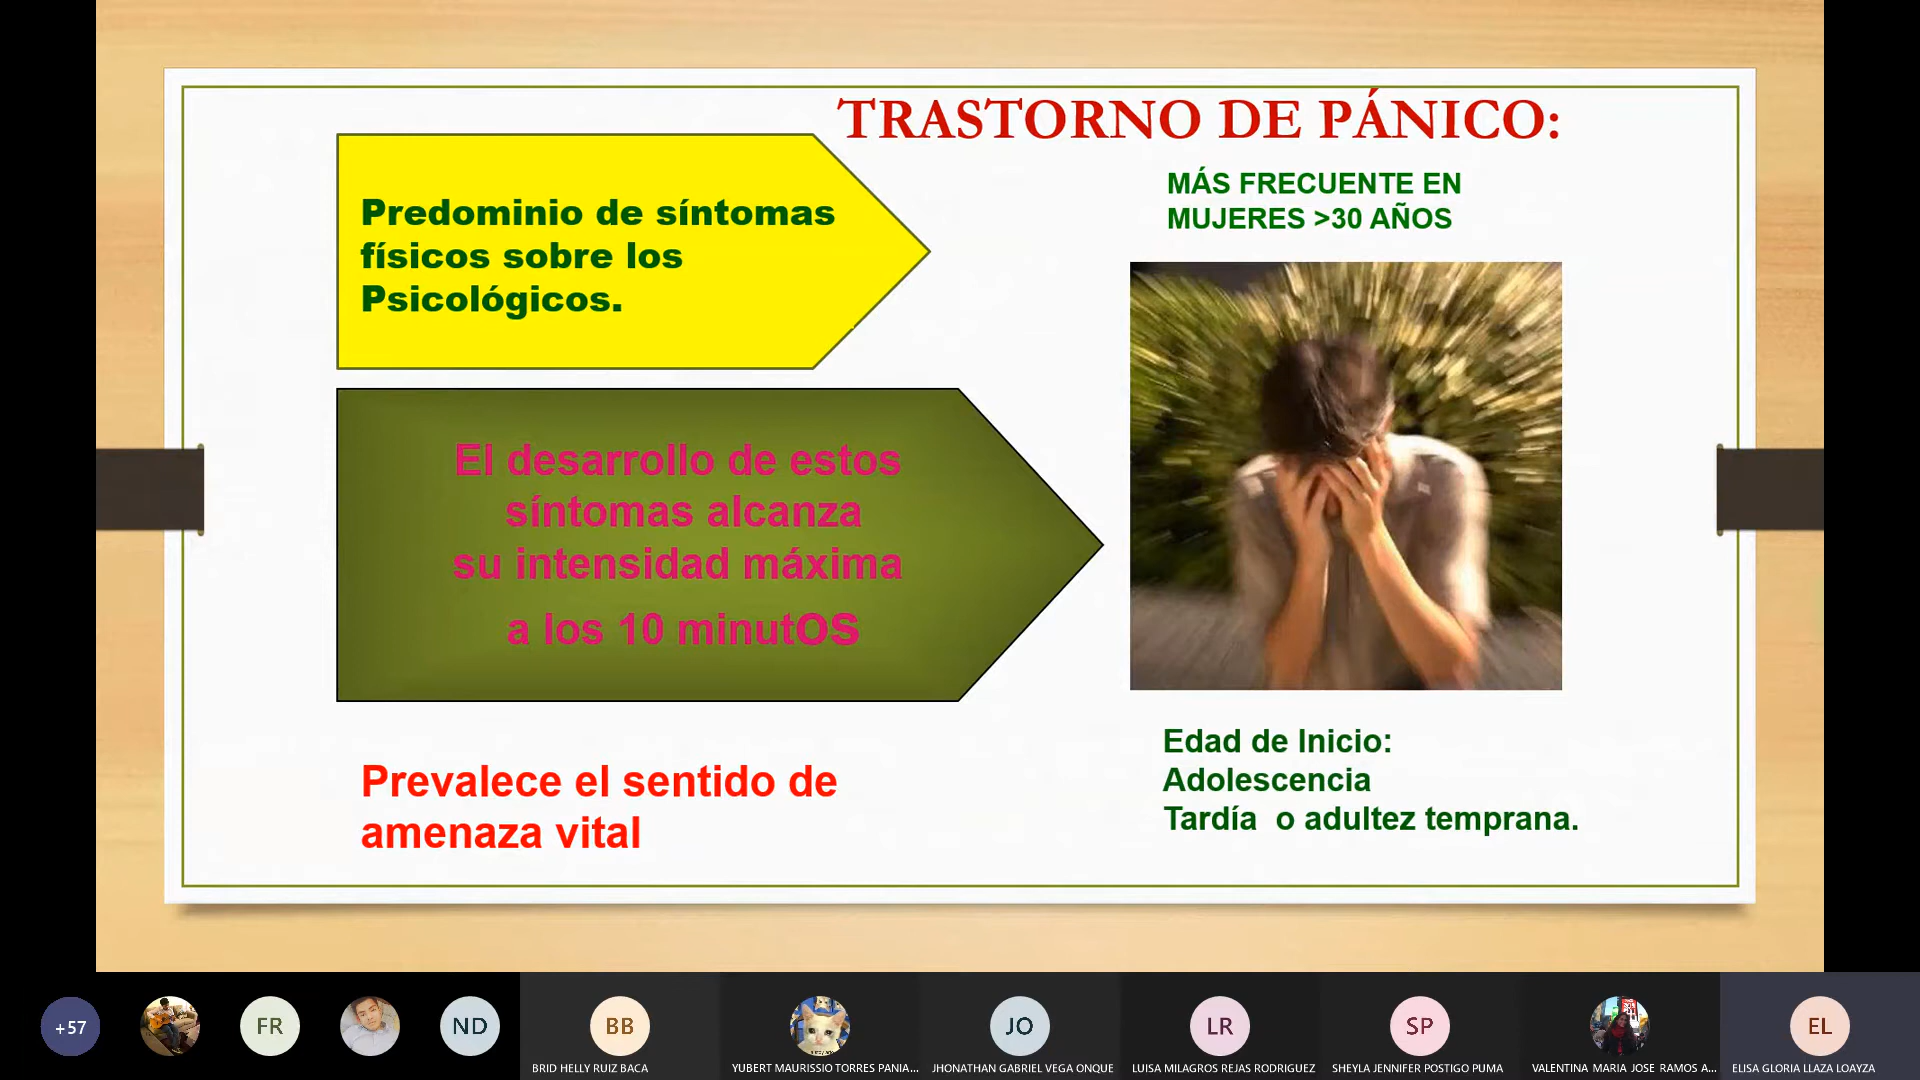 TRASTORNO DE PÁNICO:
Predominio de síntomas
físicos sobre los
Psicológicos.
MÁS FRECUENTE EN
MUJERES >30 AÑOS
El desarrollo de estos
síntomas alcanza
su intensidad máxima
a los 10 minutOS
Prevalece el sentido de
amenaza vital
Edad de Inicio:
Adolescencia
Tardía o adultez temprana.
+57
FR
ND
BB
JO
LR
SP
EL
BRID HELLY RUIZ BACA
YUBERT MAURISSIO TORRES PANIA...
JHONATHAN GABRIEL VEGA ONQUE
LUISA MILAGROS REJAS RODRIGUEZ
SHEYLA JENNIFER POSTIGO PUMA
VALENTINA MARIA JOSE RAMOS A...
ELISA GLORIA LLAZA LOAYZA